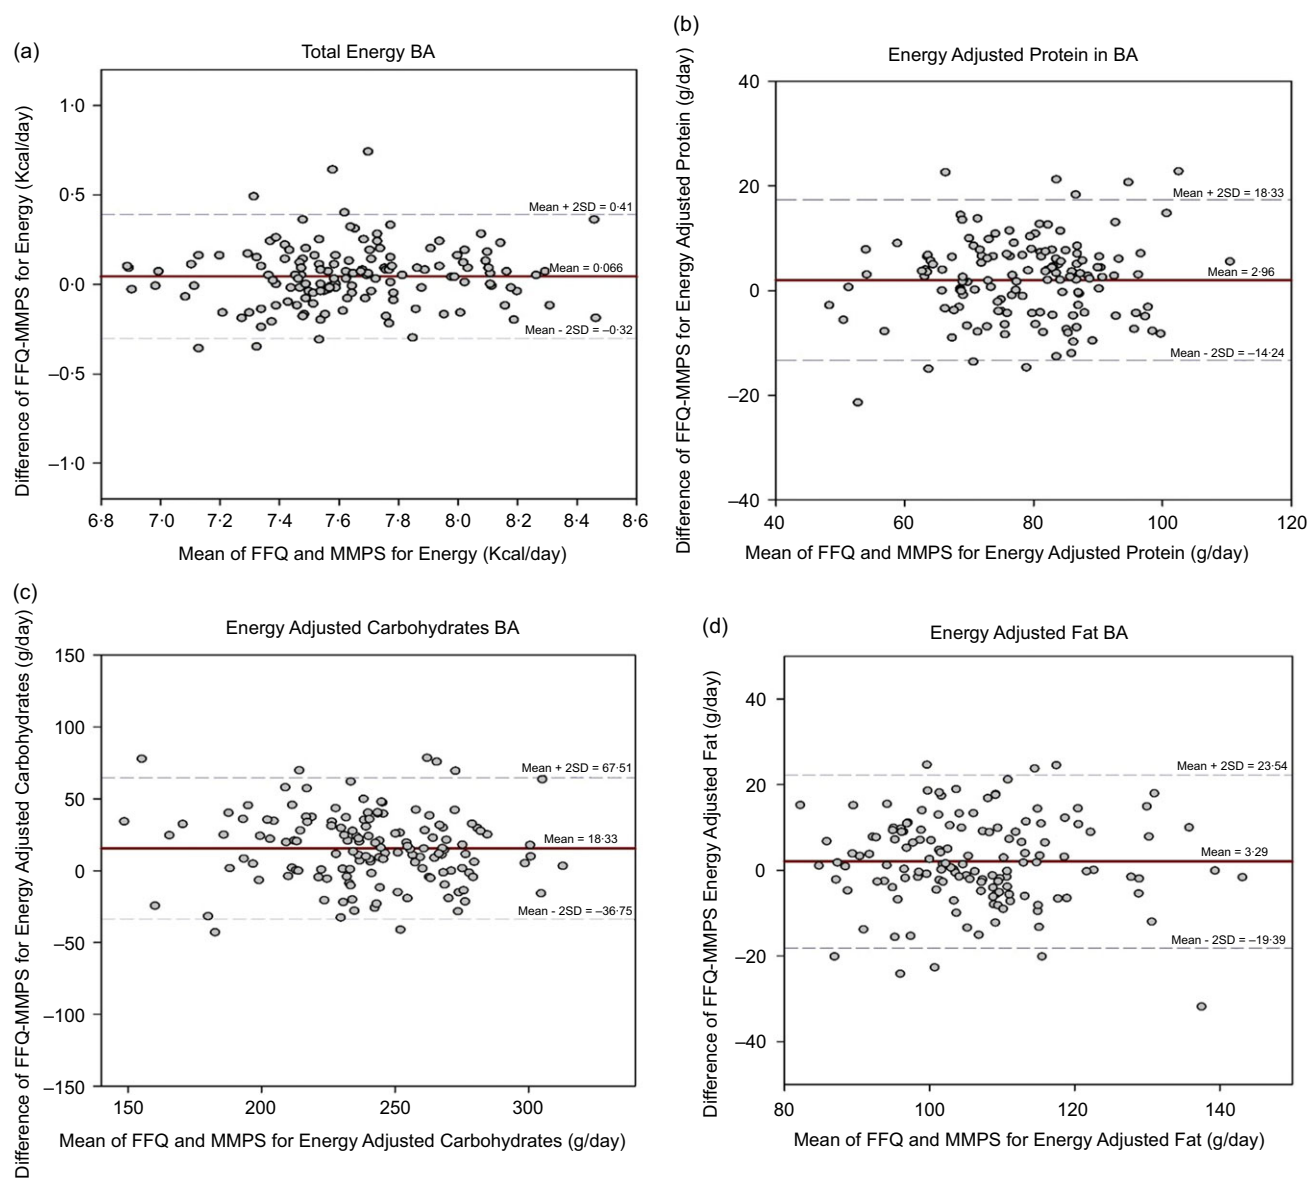 (a)
Total Energy BA
Difference of FFQ-MMPS for Energy (Kcal/day)
1·0
0·5
0·0
–0·5
–1·0
Mean + 2SD = 0·41
Mean = 0·066
Mean - 2SD = –0·32
6·8 7·0 7·2 7·4 7·6 7·8 8·0 8·2 8·4 8·6
Mean of FFQ and MMPS for Energy (Kcal/day)
(b)
Energy Adjusted Protein in BA
Difference of FFQ-MMPS for Energy Adjusted Protein (g/day)
40
20
0
–20
–40
Mean + 2SD = 18·33
Mean = 2·96
Mean - 2SD = –14·24
40 60 80 100 120
Mean of FFQ and MMPS for Energy Adjusted Protein (g/day)
(c)
Energy Adjusted Carbohydrates BA
Difference of FFQ-MMPS for Energy Adjusted Carbohydrates (g/day)
150
100
50
0
–50
–100
–150
Mean + 2SD = 67·51
Mean = 18·33
Mean - 2SD = –36·75
150 200 250 300
Mean of FFQ and MMPS for Energy Adjusted Carbohydrates (g/day)
(d)
Energy Adjusted Fat BA
Difference of FFQ-MMPS Energy Adjusted Fat (g/day)
40
20
0
–20
–40
Mean + 2SD = 23·54
Mean = 3·29
Mean - 2SD = –19·39
80 100 120 140
Mean of FFQ and MMPS for Energy Adjusted Fat (g/day)